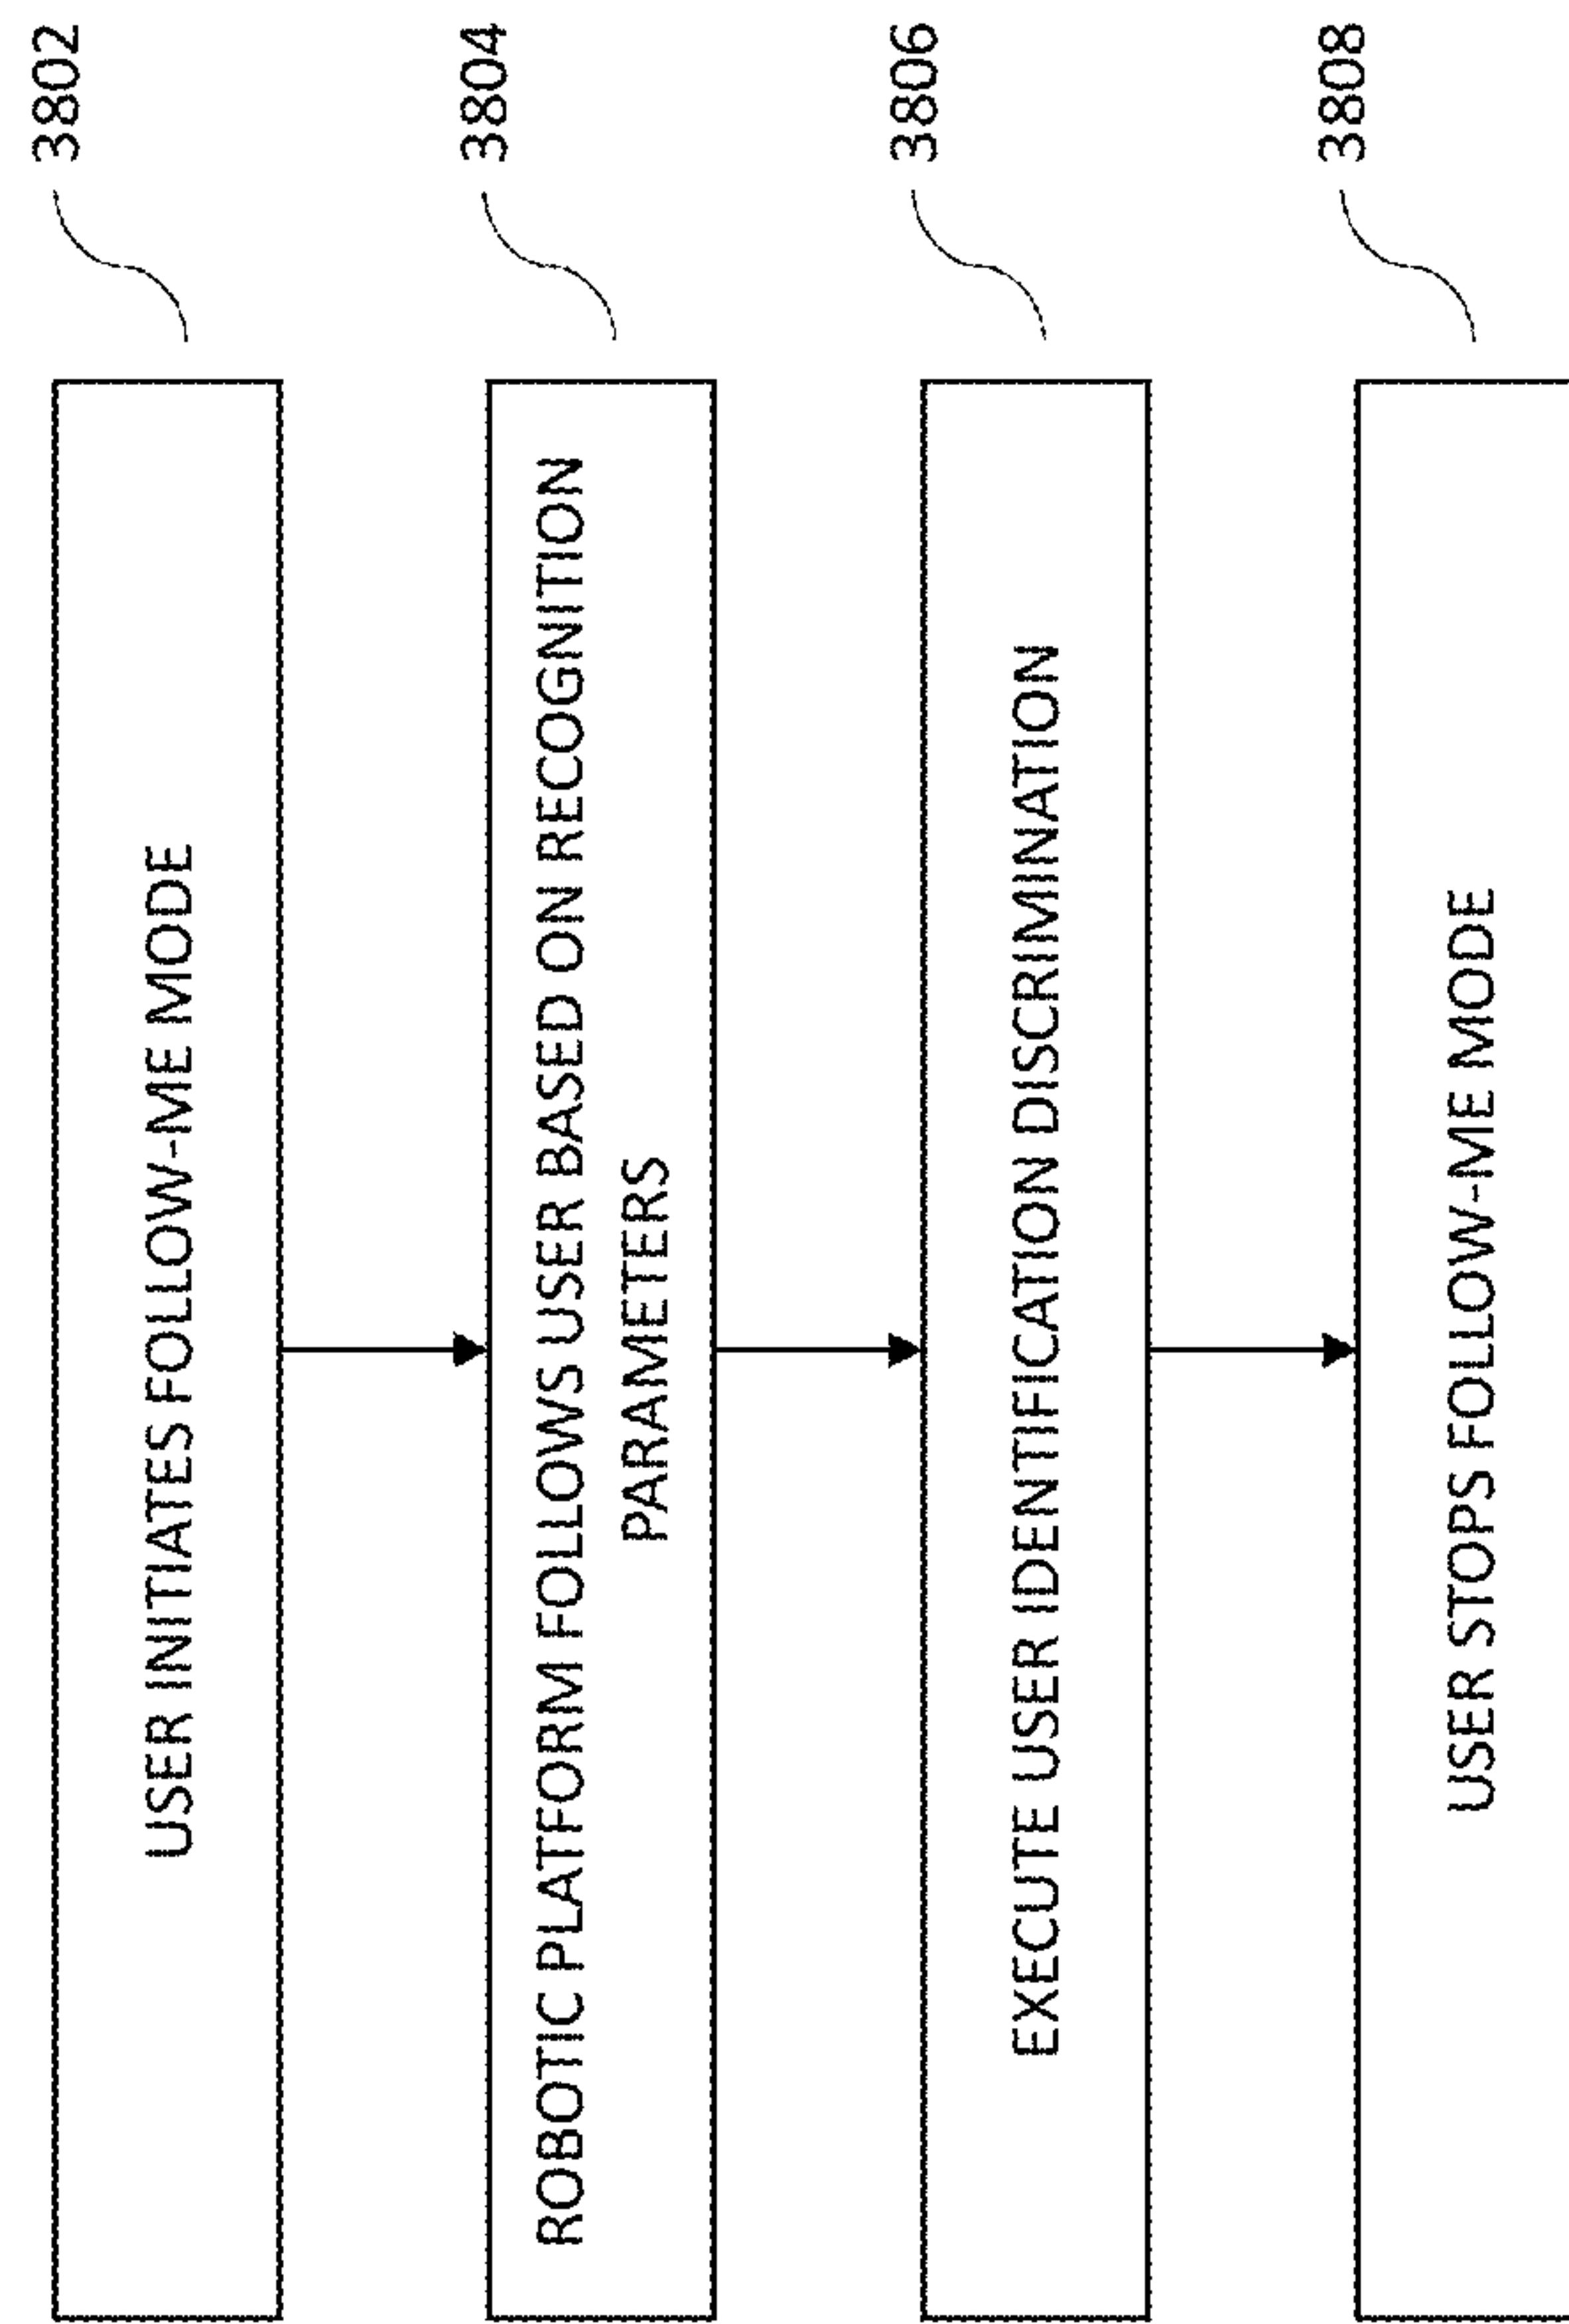 USER INITIATES FOLLOW-ME MODE
3802
ROBOTIC PLATFORM FOLLOWS USER BASED ON RECOGNITION
PARAMETERS
3804
EXECUTE USER IDENTIFICATION DISCRIMINATION
3806
USER STOPS FOLLOW-ME MODE
3808